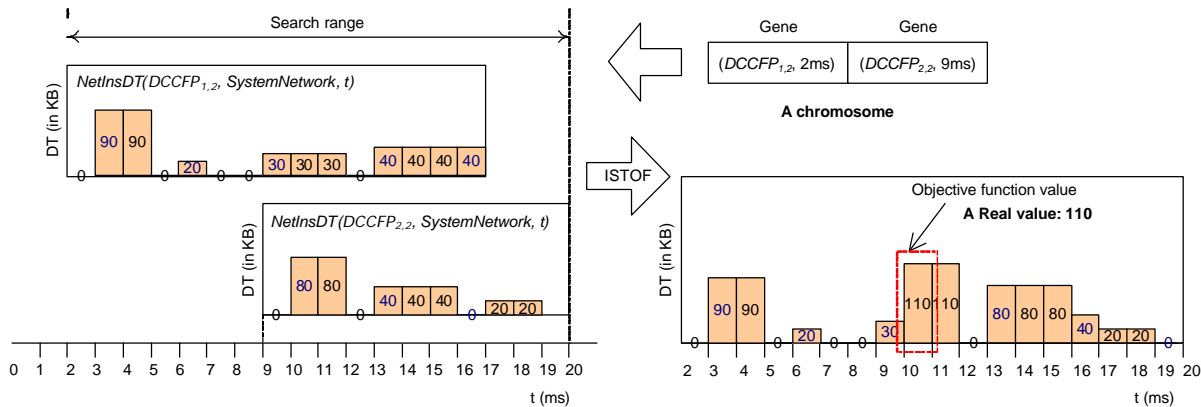 Search range
NetInsDT(DCCFP1,2, SystemNetwork, t)
DT (in KB)
0 90 90 0 20 0 0 30 30 30 0 40 40 40 40
NetInsDT(DCCFP2,2, SystemNetwork, t)
DT (in KB)
0 80 80 0 40 40 40 0 20 20 0
0 1 2 3 4 5 6 7 8 9 10 11 12 13 14 15 16 17 18 19 20
t (ms)
Gene Gene
(DCCFP1,2, 2ms) (DCCFP2,2, 9ms)
A chromosome
ISTOF
Objective function value
A Real value: 110
DT (in KB)
0 90 90 0 20 0 0 30 110 110 0 80 80 80 40 20 20 0
2 3 4 5 6 7 8 9 10 11 12 13 14 15 16 17 18 19 20
t (ms)